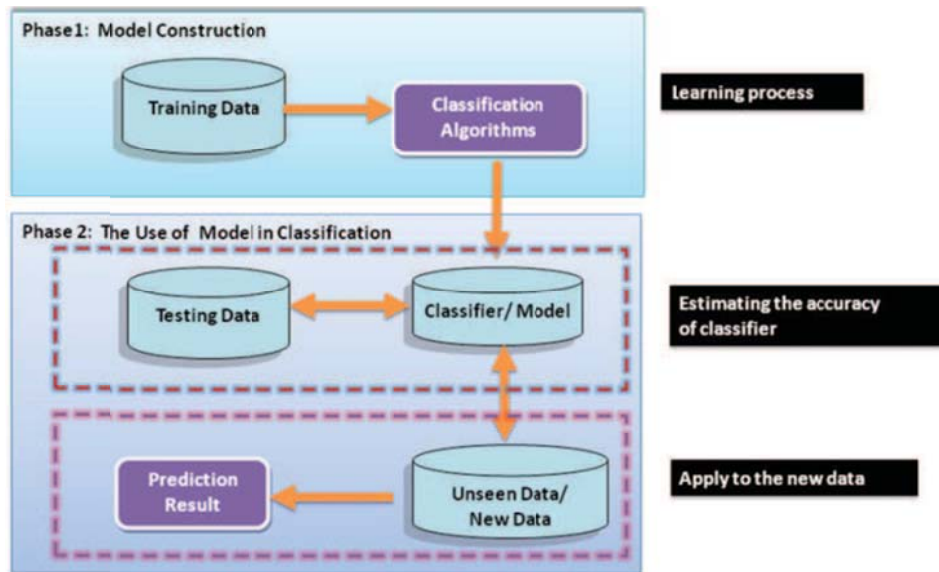 Phase1: Model Construction
Training Data
Classification
Algorithms
Learning process
Phase 2: The Use of Model in Classification
Testing Data
Classifier/ Model
Estimating the accuracy
of classifier
Prediction
Result
Unseen Data/
New Data
Apply to the new data